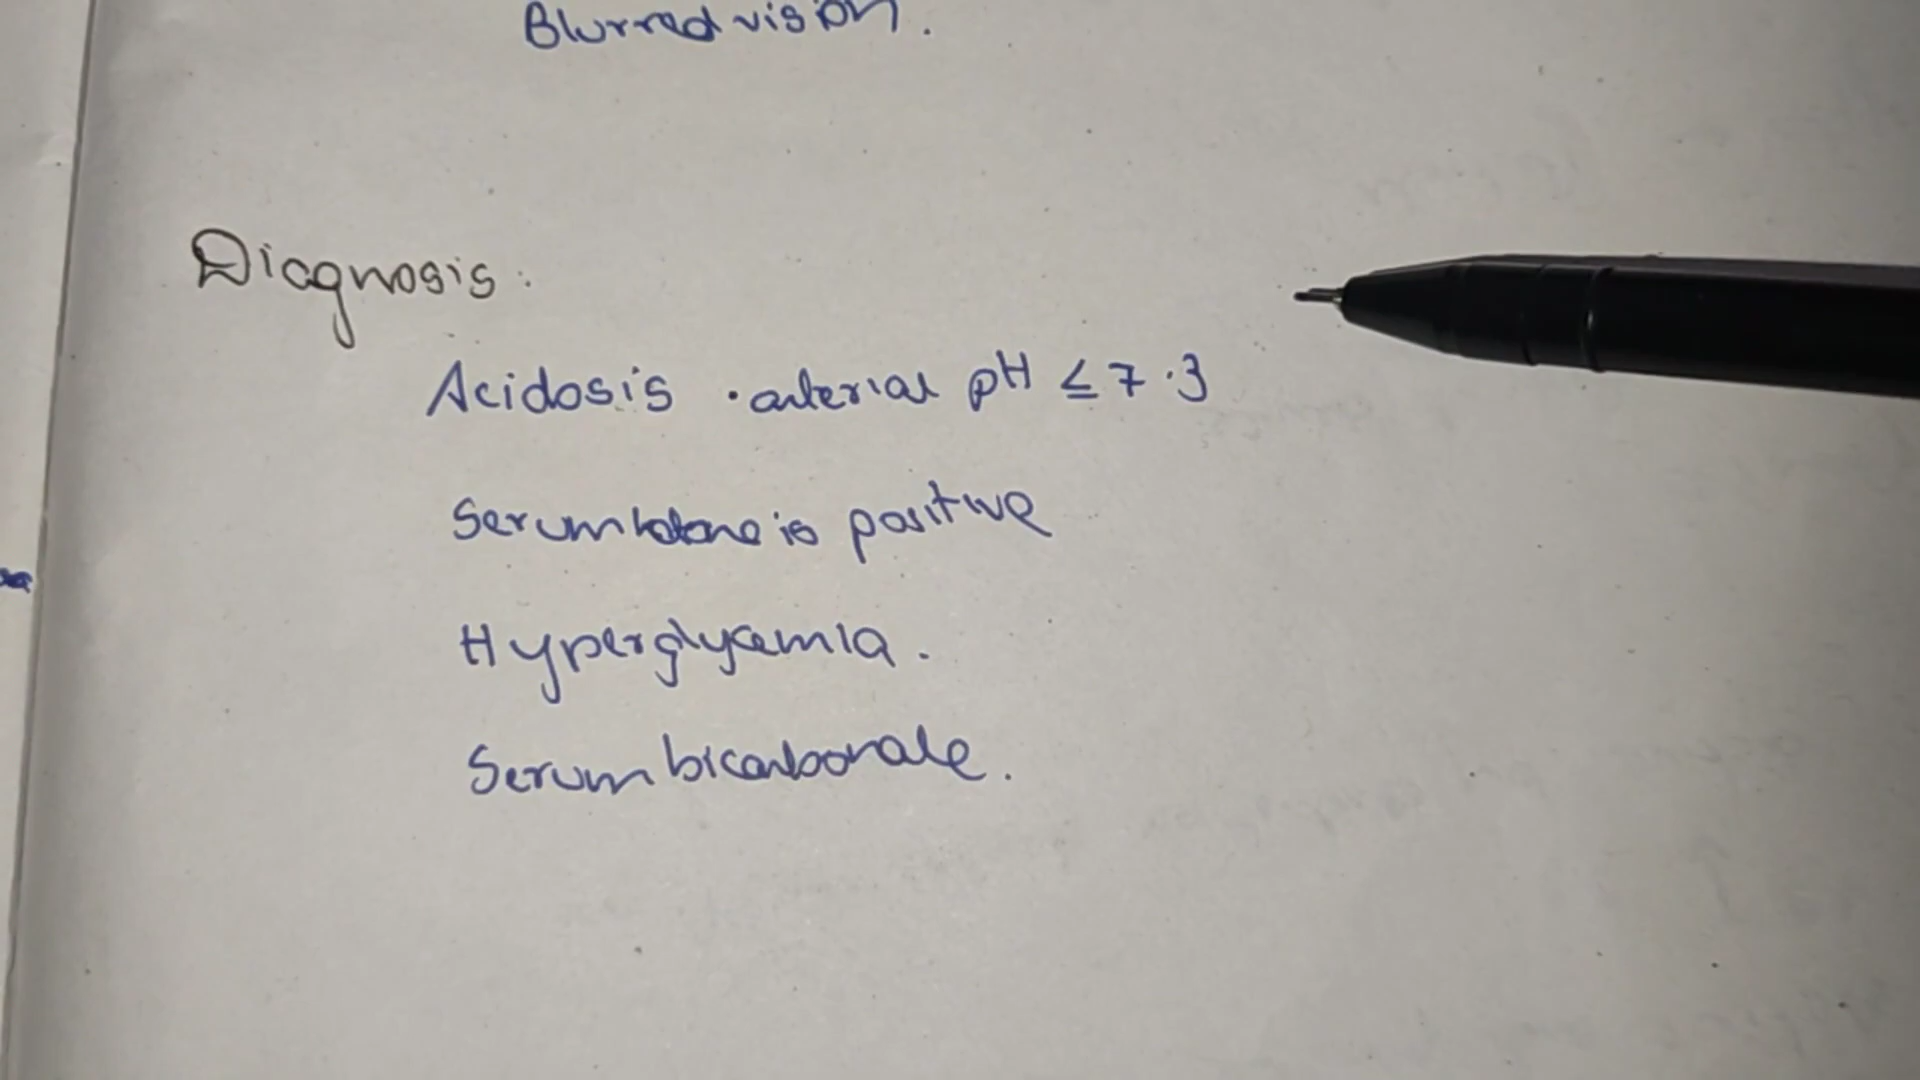 Blurred vision.
Diagnosis:
Acidosis · arterial pH ≤ 7.3
Serum ketone is positive
Hyperglycemia.
Serum bicarbonate.